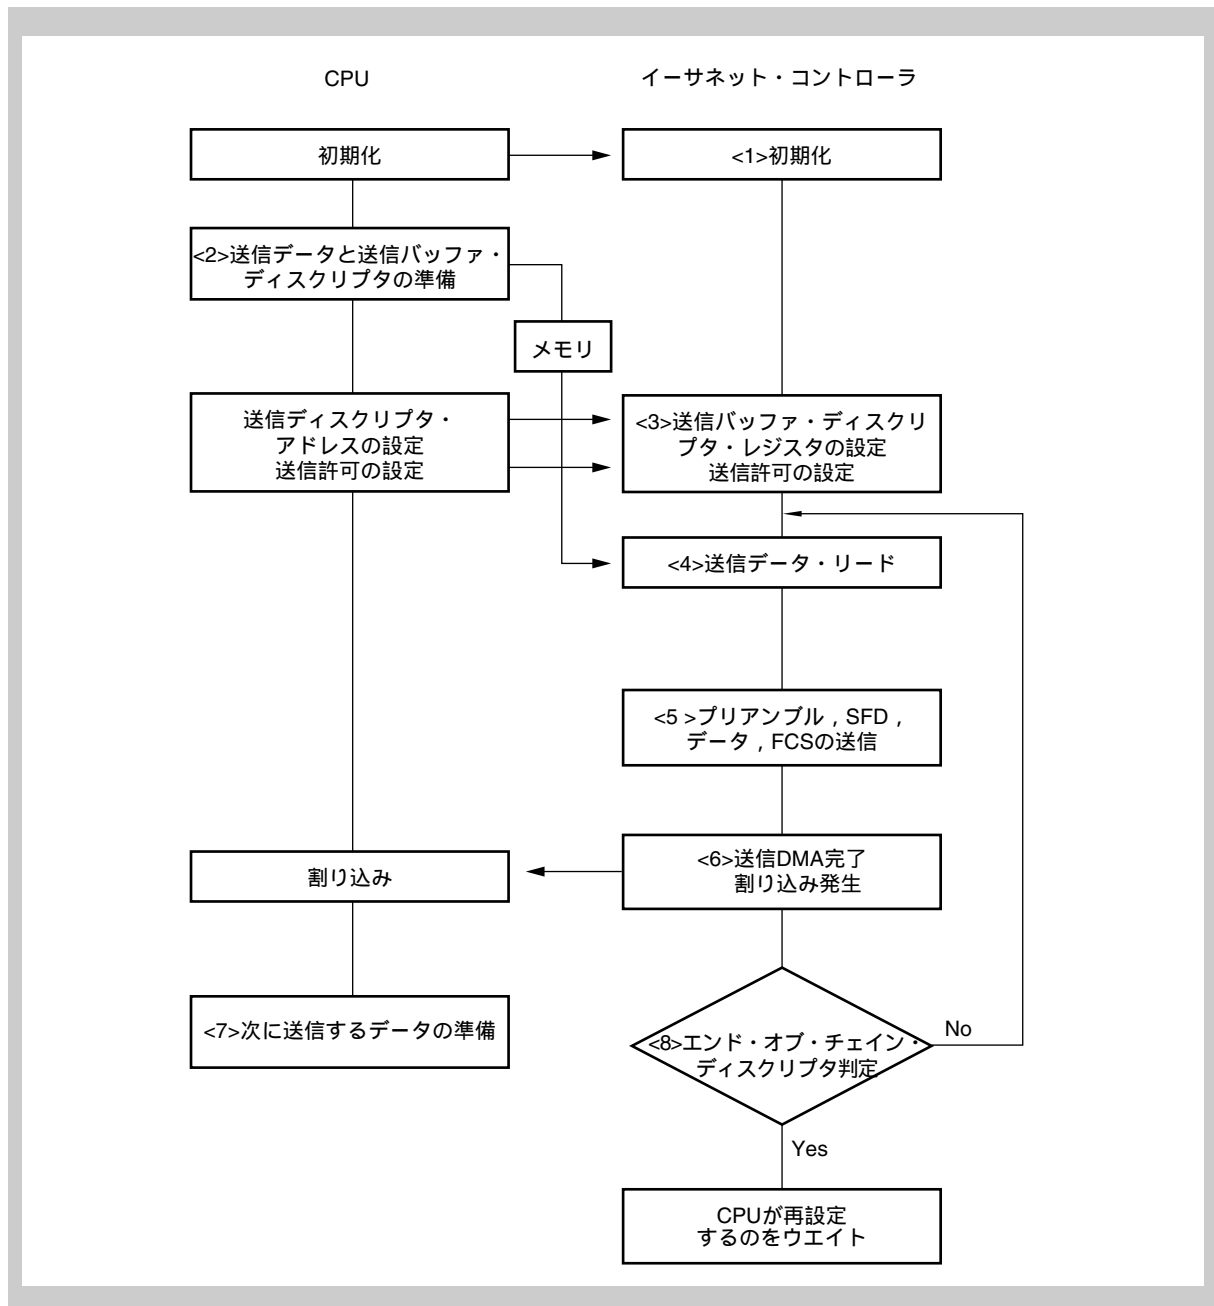 CPU
イーサネット・コントローラ
初期化
<1>初期化
<2>送信データと送信バッファ・
ディスクリプタの準備
メモリ
送信ディスクリプタ・
アドレスの設定
送信許可の設定
<3>送信バッファ・ディスクリ
プタ・レジスタの設定
送信許可の設定
<4>送信データ・リード
<5 >プリアンブル，SFD，
データ，FCSの送信
<6>送信DMA完了
割り込み発生
割り込み
<7>次に送信するデータの準備
<8>エンド・オブ・チェイン・
ディスクリプタ判定
No
Yes
CPUが再設定
するのをウエイト